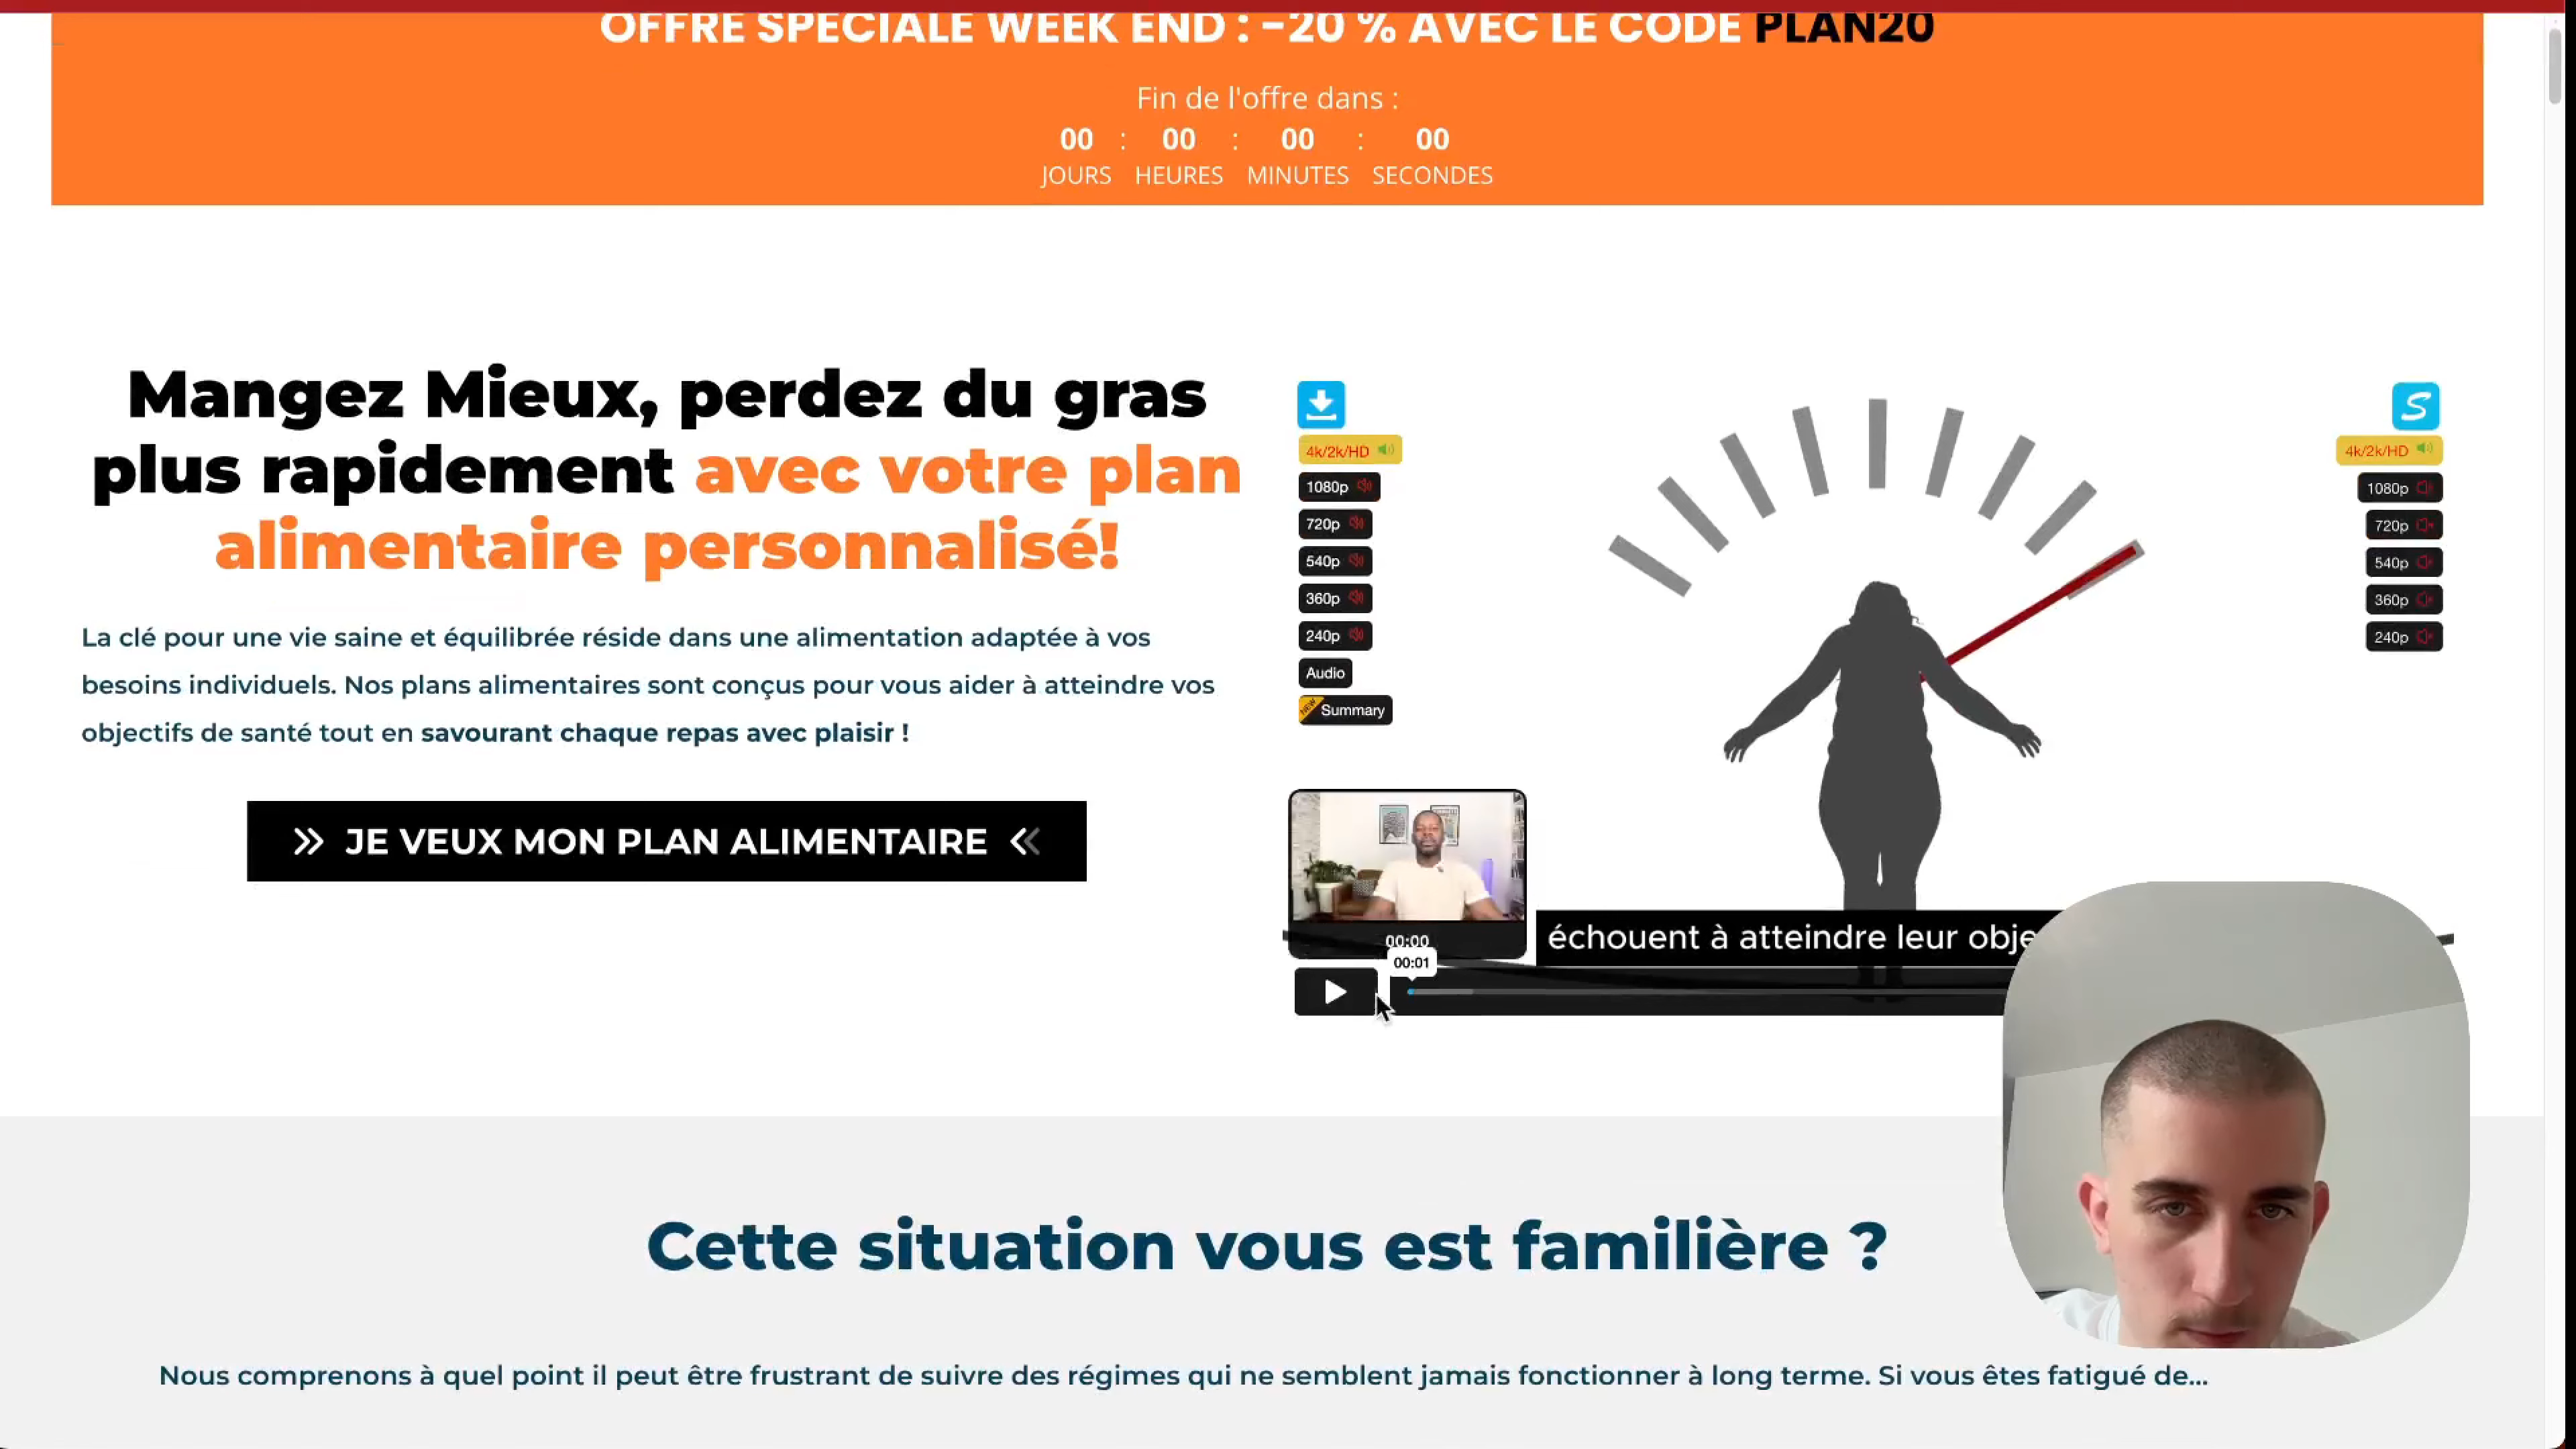 OFFRE SPECIALE WEEK END : -20 % AVEC LE CODE PLAN20
Fin de l'offre dans :
00 : 00 : 00 : 00
JOURS HEURES MINUTES SECONDES
Mangez Mieux, perdez du gras
plus rapidement avec votre plan
alimentaire personnalisé!
La clé pour une vie saine et équilibrée réside dans une alimentation adaptée à vos
besoins individuels. Nos plans alimentaires sont conçus pour vous aider à atteindre vos
objectifs de santé tout en savourant chaque repas avec plaisir !
JE VEUX MON PLAN ALIMENTAIRE
4k/2k/HD
1080p
720p
540p
360p
240p
Audio
NEW Summary
S
4k/2k/HD
1080p
720p
540p
360p
240p
00:00
échouent à atteindre leur obje
00:01
Cette situation vous est familière ?
Nous comprenons à quel point il peut être frustrant de suivre des régimes qui ne semblent jamais fonctionner à long terme. Si vous êtes fatigué de...